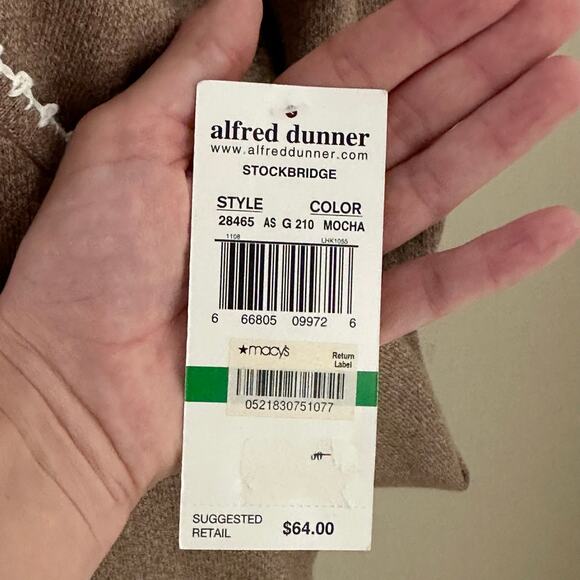 alfred dunner
www.alfreddunner.com
STOCKBRIDGE
STYLE COLOR
28465 AS G 210 MOCHA
1108 LHK1055
6 66805 09972 6
★macy's Return
Label
0521830751077
SUGGESTED
RETAIL $64.00